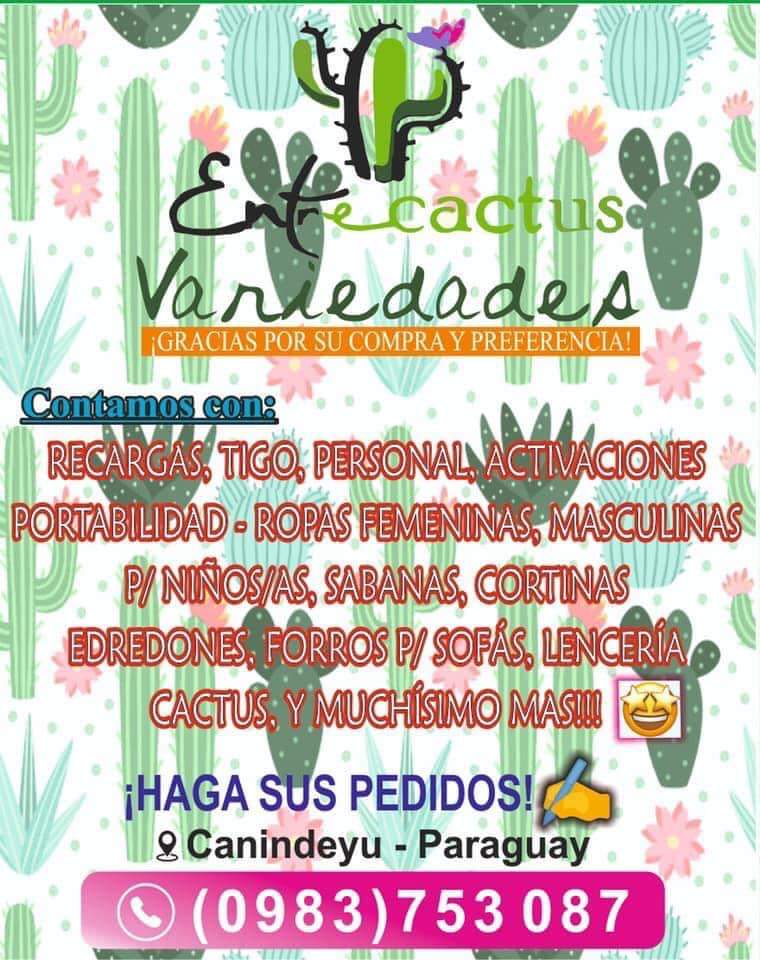 Entre cactus
Variedades
¡GRACIAS POR SU COMPRA Y PREFERENCIA!
Contamos con:
RECARGAS, TIGO, PERSONAL, ACTIVACIONES
PORTABILIDAD - ROPAS FEMENINAS, MASCULINAS
P/ NIÑOS/AS, SABANAS, CORTINAS
EDREDONES, FORROS P/ SOFÁS, LENCERÍA
CACTUS, Y MUCHÍSIMO MAS!!!!
¡HAGA SUS PEDIDOS!
Canindeyu - Paraguay
(0983)753 087